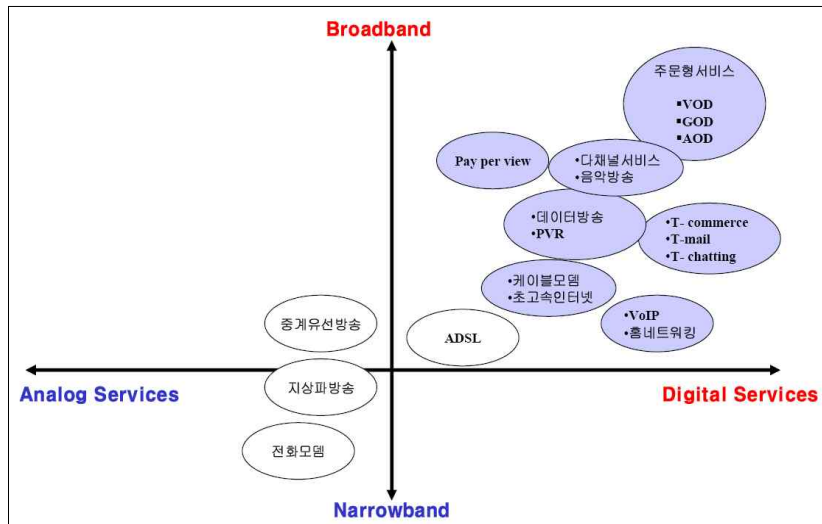 Broadband
주문형서비스
▪VOD
▪GOD
▪AOD
Pay per view
•다채널서비스
•음악방송
•데이터방송
•PVR
•T- commerce
•T-mail
•T- chatting
•케이블모뎀
•초고속인터넷
중계유선방송
ADSL
•VoIP
•홈네트워킹
Analog Services
지상파방송
Digital Services
전화모뎀
Narrowband